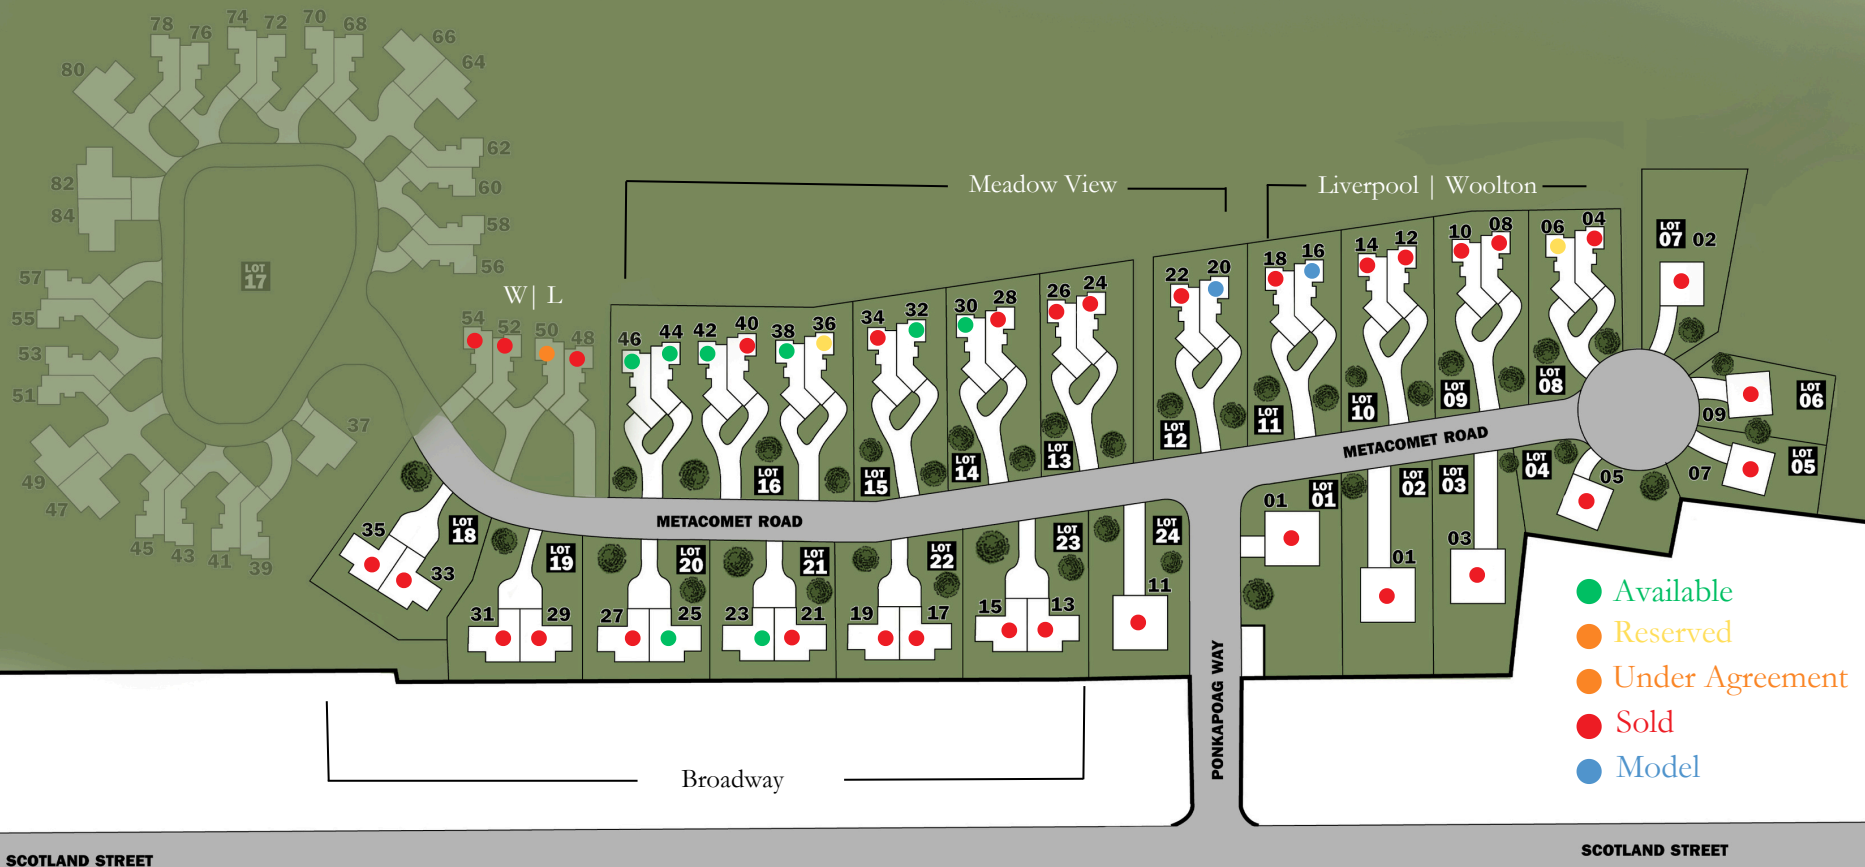 78
76
74
72
70
68
66
64
80
62
60
82
84
58
56
57
55
53
51
49
47
45
43
41
39
37
LOT
17
W| L
54
52
50
48
Meadow View
Liverpool | Woolton
46
44
42
40
38
36
34
32
30
28
26
24
22
20
18
16
14
12
10
08
06
04
LOT
07
02
LOT
16
LOT
15
LOT
14
LOT
13
LOT
12
LOT
11
LOT
10
LOT
09
LOT
08
LOT
06
09
LOT
05
07
LOT
04
05
METACOMET ROAD
METACOMET ROAD
LOT
18
35
33
LOT
19
31
29
LOT
20
27
25
LOT
21
23
21
LOT
22
19
17
LOT
23
15
13
LOT
24
11
01
LOT
01
LOT
02
01
LOT
03
03
PONKAPOAG WAY
Broadway
Available
Reserved
Under Agreement
Sold
Model
SCOTLAND STREET
SCOTLAND STREET